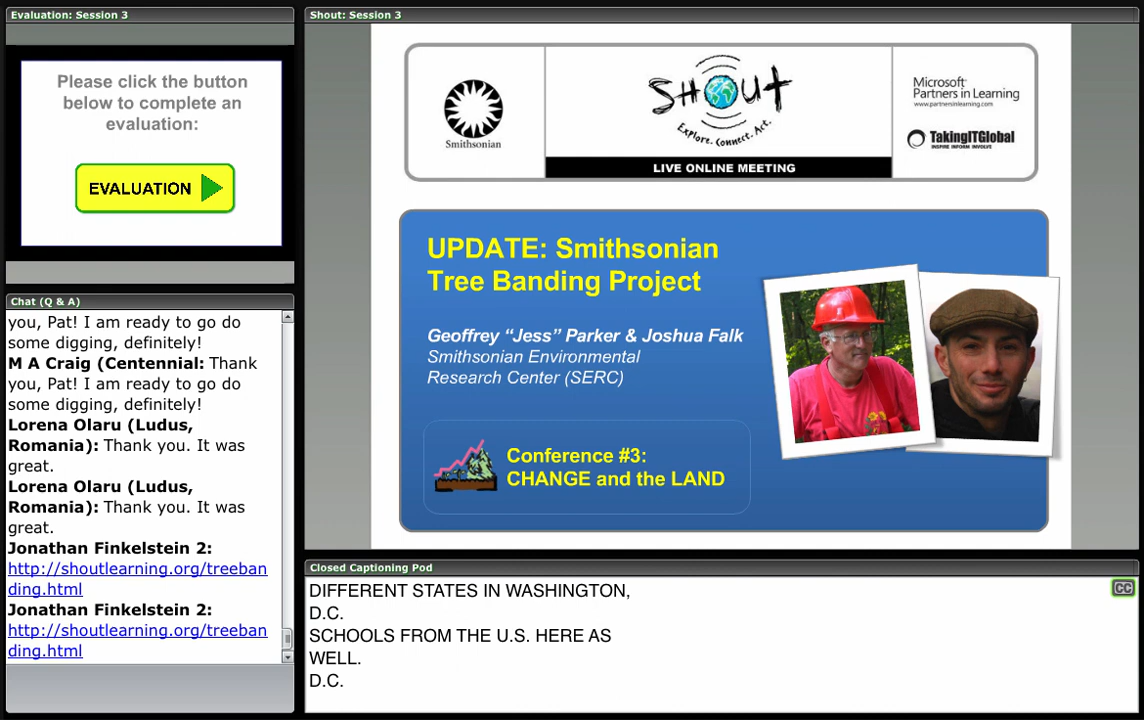 Evaluation: Session 3
Please click the button
below to complete an
evaluation:
EVALUATION
Chat (Q & A)
you, Pat! I am ready to go do
some digging, definitely!
M A Craig (Centennial: Thank
you, Pat! I am ready to go do
some digging, definitely!
Lorena Olaru (Ludus,
Romania): Thank you. It was
great.
Lorena Olaru (Ludus,
Romania): Thank you. It was
great.
Jonathan Finkelstein 2:
http://shoutlearning.org/treeban
ding.html
Jonathan Finkelstein 2:
http://shoutlearning.org/treeban
ding.html
Shout: Session 3
Smithsonian
SHOUT
Explore. Connect. Act.
LIVE ONLINE MEETING
Microsoft
Partners in Learning
www.partnersinlearning.com
TakingITGlobal
INSPIRE INFORM INVOLVE
UPDATE: Smithsonian
Tree Banding Project
Geoffrey “Jess” Parker & Joshua Falk
Smithsonian Environmental
Research Center (SERC)
Conference #3:
CHANGE and the LAND
Closed Captioning Pod
DIFFERENT STATES IN WASHINGTON,
D.C.
SCHOOLS FROM THE U.S. HERE AS
WELL.
D.C.
CC